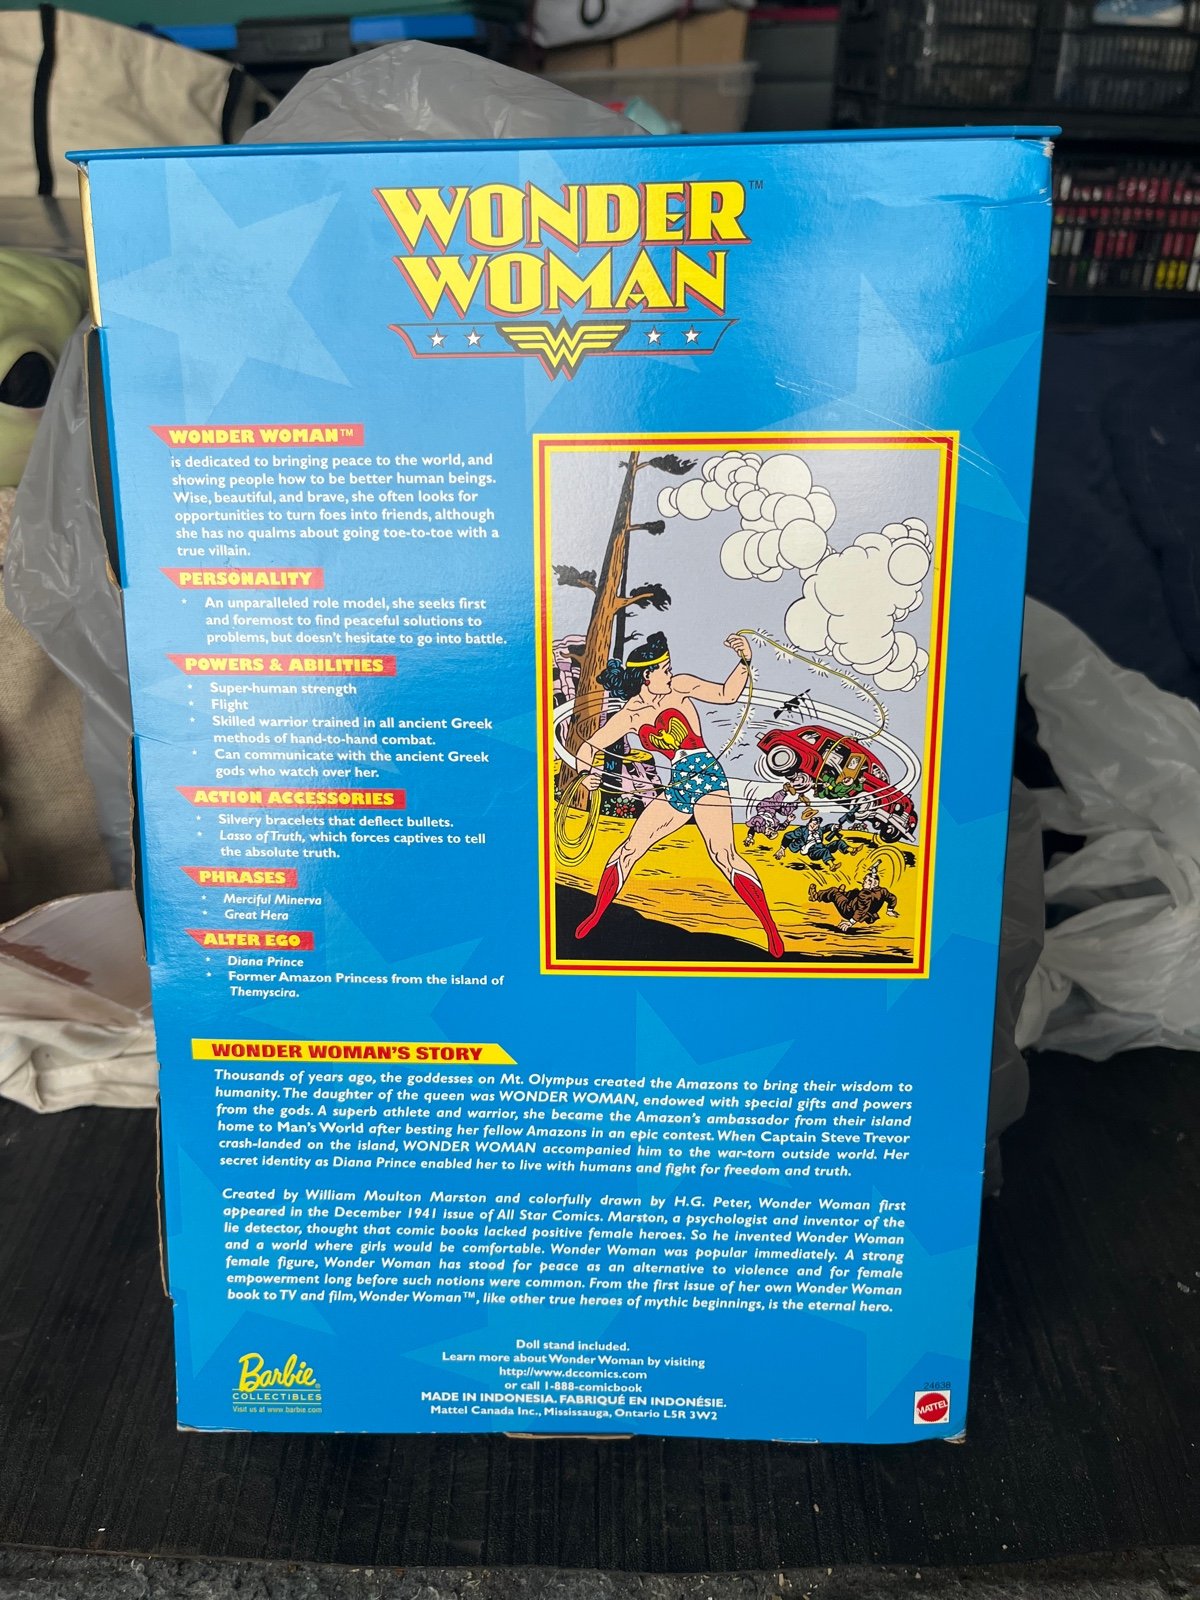 WONDER™
WOMAN
W
WONDER WOMAN™
is dedicated to bringing peace to the world, and
showing people how to be better human beings.
Wise, beautiful, and brave, she often looks for
opportunities to turn foes into friends, although
she has no qualms about going toe-to-toe with a
true villain.
PERSONALITY
* An unparalleled role model, she seeks first
and foremost to find peaceful solutions to
problems, but doesn't hesitate to go into battle.
POWERS & ABILITIES
* Super-human strength
* Flight
* Skilled warrior trained in all ancient Greek
methods of hand-to-hand combat.
* Can communicate with the ancient Greek
gods who watch over her.
ACTION ACCESSORIES
* Silvery bracelets that deflect bullets.
* Lasso of Truth, which forces captives to tell
the absolute truth.
PHRASES
* Merciful Minerva
* Great Hera
ALTER EGO
* Diana Prince
* Former Amazon Princess from the island of
Themyscira.
WONDER WOMAN'S STORY
Thousands of years ago, the goddesses on Mt. Olympus created the Amazons to bring their wisdom to
humanity. The daughter of the queen was WONDER WOMAN, endowed with special gifts and powers
from the gods. A superb athlete and warrior, she became the Amazon's ambassador from their island
home to Man's World after besting her fellow Amazons in an epic contest. When Captain Steve Trevor
crash-landed on the island, WONDER WOMAN accompanied him to the war-torn outside world. Her
secret identity as Diana Prince enabled her to live with humans and fight for freedom and truth.
Created by William Moulton Marston and colorfully drawn by H.G. Peter, Wonder Woman first
appeared in the December 1941 issue of All Star Comics. Marston, a psychologist and inventor of the
lie detector, thought that comic books lacked positive female heroes. So he invented Wonder Woman
and a world where girls would be comfortable. Wonder Woman was popular immediately. A strong
female figure, Wonder Woman has stood for peace as an alternative to violence and for female
empowerment long before such notions were common. From the first issue of her own Wonder Woman
book to TV and film, Wonder Woman™, like other true heroes of mythic beginnings, is the eternal hero.
Barbie®
COLLECTIBLES
Visit us at www.barbie.com
Doll stand included.
Learn more about Wonder Woman by visiting
http://www.dccomics.com
or call 1-888-comicbook
MADE IN INDONESIA. FABRIQUÉ EN INDONÉSIE.
Mattel Canada Inc., Mississauga, Ontario L5R 3W2
24638
MATTEL